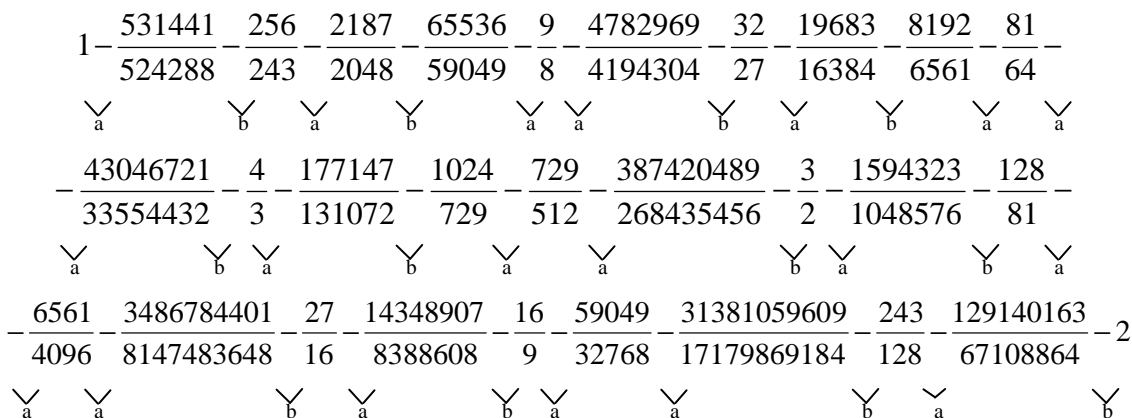 1 – 531441/524288 – 256/243 – 2187/2048 – 65536/59049 – 9/8 – 4782969/4194304 – 32/27 – 19683/16384 – 8192/6561 – 81/64 –
a b a b a a b a b a a
– 43046721/33554432 – 4/3 – 177147/131072 – 1024/729 – 729/512 – 387420489/268435456 – 3/2 – 1594323/1048576 – 128/81 –
a b a b a a b a b a
– 6561/4096 – 3486784401/8147483648 – 27/16 – 14348907/8388608 – 16/9 – 59049/32768 – 31381059609/17179869184 – 243/128 – 129140163/67108864 – 2
a a b a b a a b a b